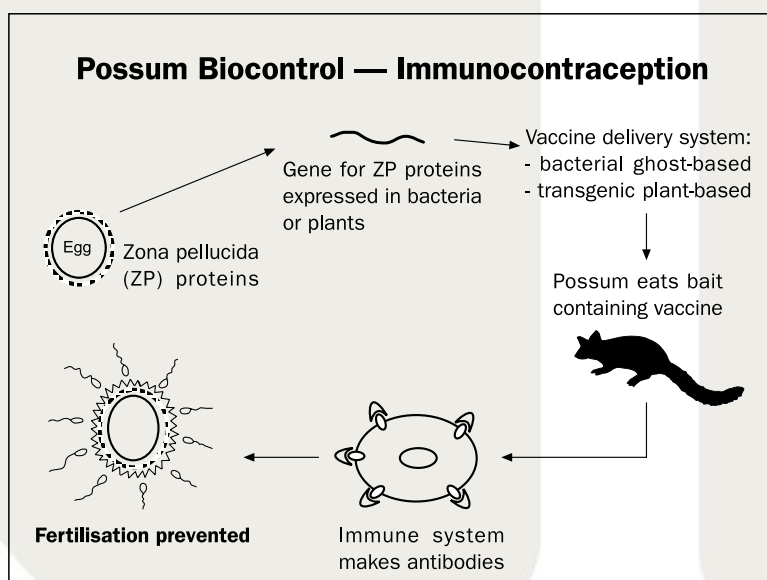 Possum Biocontrol — Immunocontraception
Egg
Zona pellucida
(ZP) proteins
Gene for ZP proteins
expressed in bacteria
or plants
Vaccine delivery system:
- bacterial ghost-based
- transgenic plant-based
Possum eats bait
containing vaccine
Immune system
makes antibodies
Fertilisation prevented